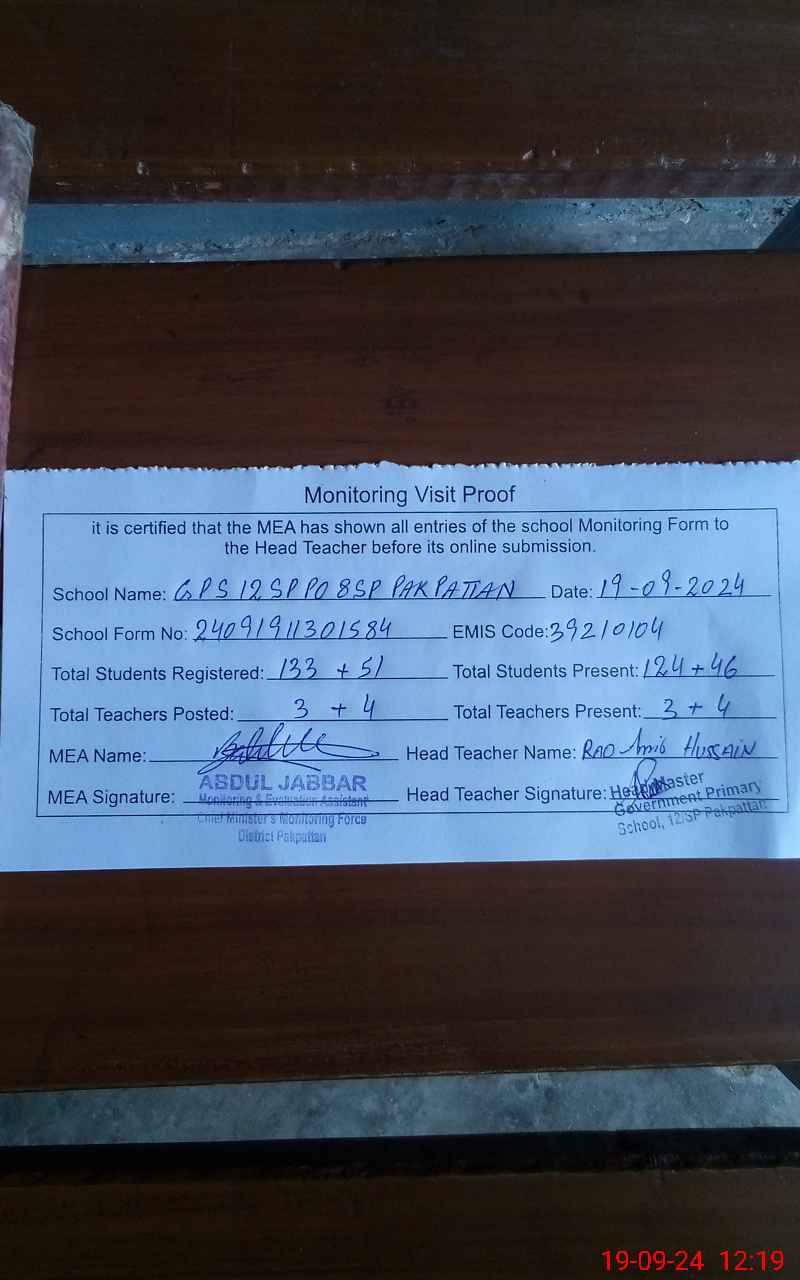 Monitoring Visit Proof
it is certified that the MEA has shown all entries of the school Monitoring Form to
the Head Teacher before its online submission.
School Name: GPS 12 SP PO 8SP PAKPATTAN Date: 19-09-2024
School Form No: 24091911301584 EMIS Code: 39210104
Total Students Registered: 133 + 51 Total Students Present: 124 + 46
Total Teachers Posted: 3 + 4 Total Teachers Present: 3 + 4
MEA Name: Head Teacher Name: RAO HUSSAIN
ABDUL JABBAR
MEA Signature: Head Teacher Signature:
Monitoring & Evaluation Assistant
Chief Minister's Monitoring Force
District Pakpattan
Head Master
Government Primary
School, 12/SP Pakpattan
19-09-24 12:19